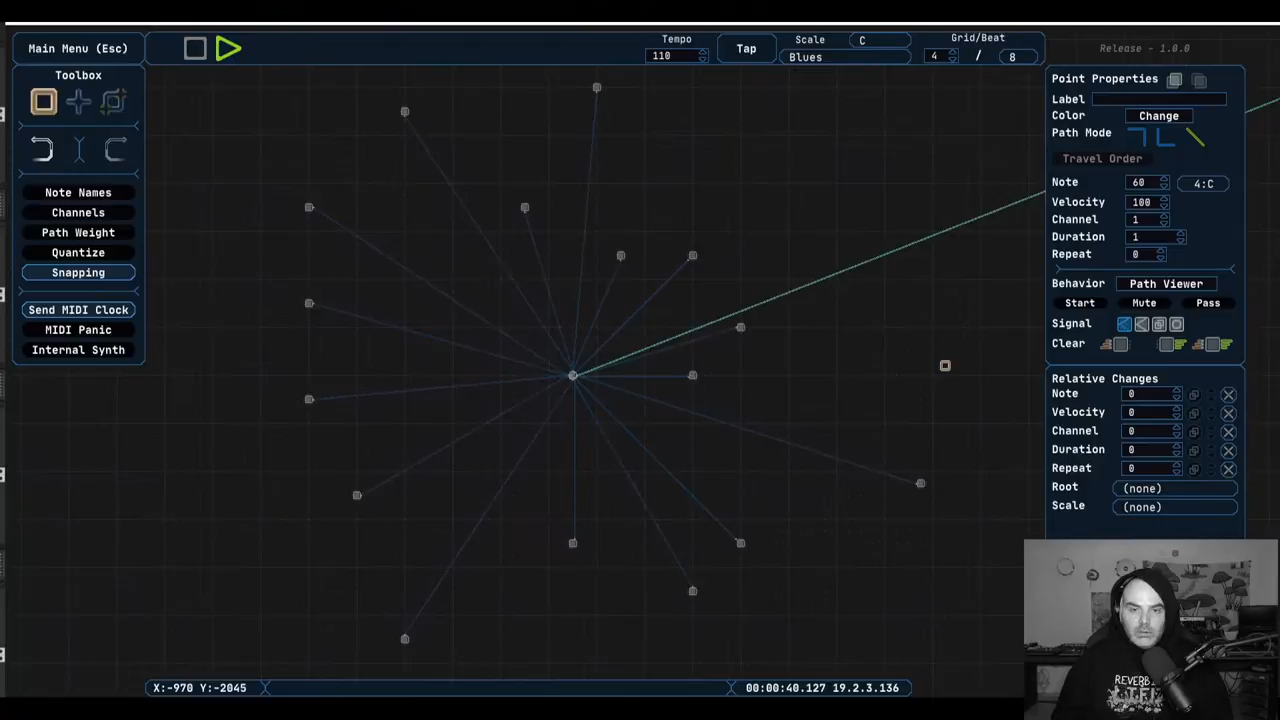 Main Menu (Esc)
Tempo
110
Tap
Scale
C
Blues
Grid/Beat
4 / 8
Release - 1.0.0
Toolbox
Note Names
Channels
Path Weight
Quantize
Snapping
Send MIDI Clock
MIDI Panic
Internal Synth
Point Properties
Label
Color Change
Path Mode
Travel Order
Note 60 4:C
Velocity 100
Channel 1
Duration 1
Repeat 0
Behavior Path Viewer
Start Mute Pass
Signal
Clear
Relative Changes
Note 0
Velocity 0
Channel 0
Duration 0
Repeat 0
Root (none)
Scale (none)
X:-970 Y:-2045
00:00:40.127 19.2.3.136